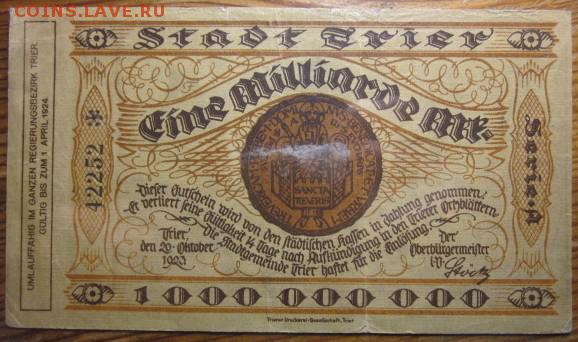 coins.lave.ru
Stadt Trier
Eine Milliarde Mk.
UMLAUFFÄHIG IM GANZEN REGIERUNGSBEZIRK TRIER.
GÜLTIG BIS ZUM 1 APRIL 1924
42252 *
Serie A
SANCTA
TREVERIS
Dieser Gutschein wird von den städtischen Kassen in Zahlung genommen.
Er verliert seine Gültigkeit 4 Tage nach Aufkündigung in den Trierer Ortsblättern.
Die Stadtgemeinde Trier haftet für die Einlösung.
Trier,
den 20. Oktober
1923
Der
Oberbürgermeister
i.V.
1 000 000 000
Trierer Druckerei-Gesellschaft, Trier